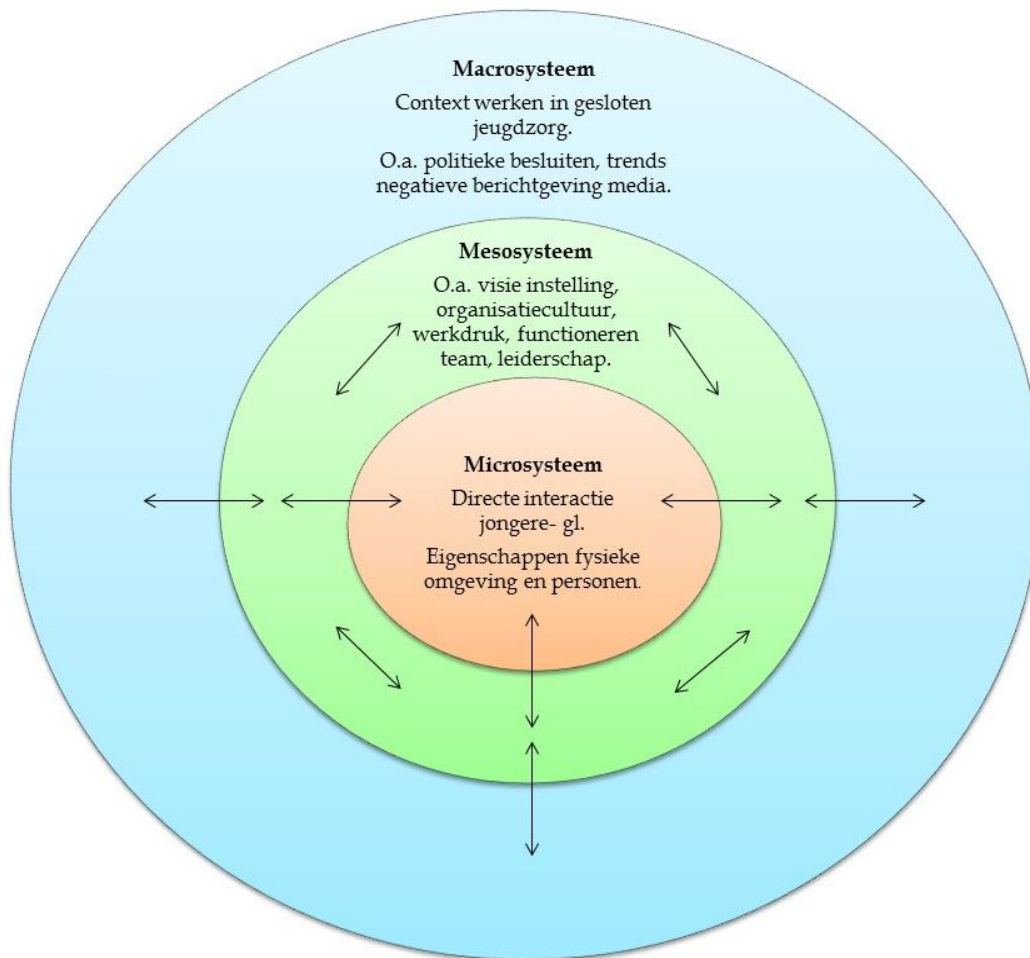 Macrosysteem
Context werken in gesloten
jeugdzorg.
O.a. politieke besluiten, trends
negatieve berichtgeving media.
Mesosysteem
O.a. visie instelling,
organisatiecultuur,
werkdruk, functioneren
team, leiderschap.
Microsysteem
Directe interactie
jongere- gl.
Eigenschappen fysieke
omgeving en personen.